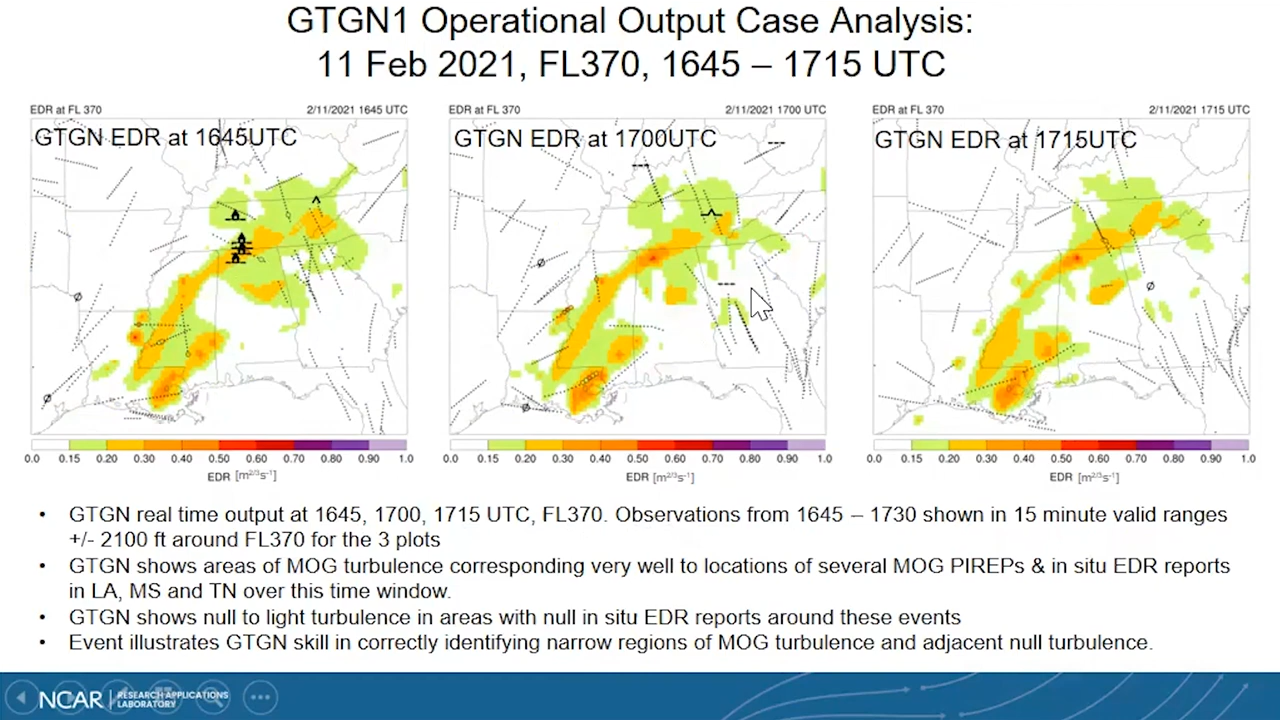 GTGN1 Operational Output Case Analysis:
11 Feb 2021, FL370, 1645 – 1715 UTC
EDR at FL 370 2/11/2021 1645 UTC
GTGN EDR at 1645UTC
0.0 0.15 0.20 0.30 0.40 0.50 0.60 0.70 0.80 0.90 1.0
EDR [m2/3s-1]
EDR at FL 370 2/11/2021 1700 UTC
GTGN EDR at 1700UTC
0.0 0.15 0.20 0.30 0.40 0.50 0.60 0.70 0.80 0.90 1.0
EDR [m2/3s-1]
EDR at FL 370 2/11/2021 1715 UTC
GTGN EDR at 1715UTC
0.0 0.15 0.20 0.30 0.40 0.50 0.60 0.70 0.80 0.90 1.0
EDR [m2/3s-1]
• GTGN real time output at 1645, 1700, 1715 UTC, FL370. Observations from 1645 – 1730 shown in 15 minute valid ranges
+/- 2100 ft around FL370 for the 3 plots
• GTGN shows areas of MOG turbulence corresponding very well to locations of several MOG PIREPs & in situ EDR reports
in LA, MS and TN over this time window.
• GTGN shows null to light turbulence in areas with null in situ EDR reports around these events
• Event illustrates GTGN skill in correctly identifying narrow regions of MOG turbulence and adjacent null turbulence.
NCAR
RESEARCH APPLICATIONS
LABORATORY